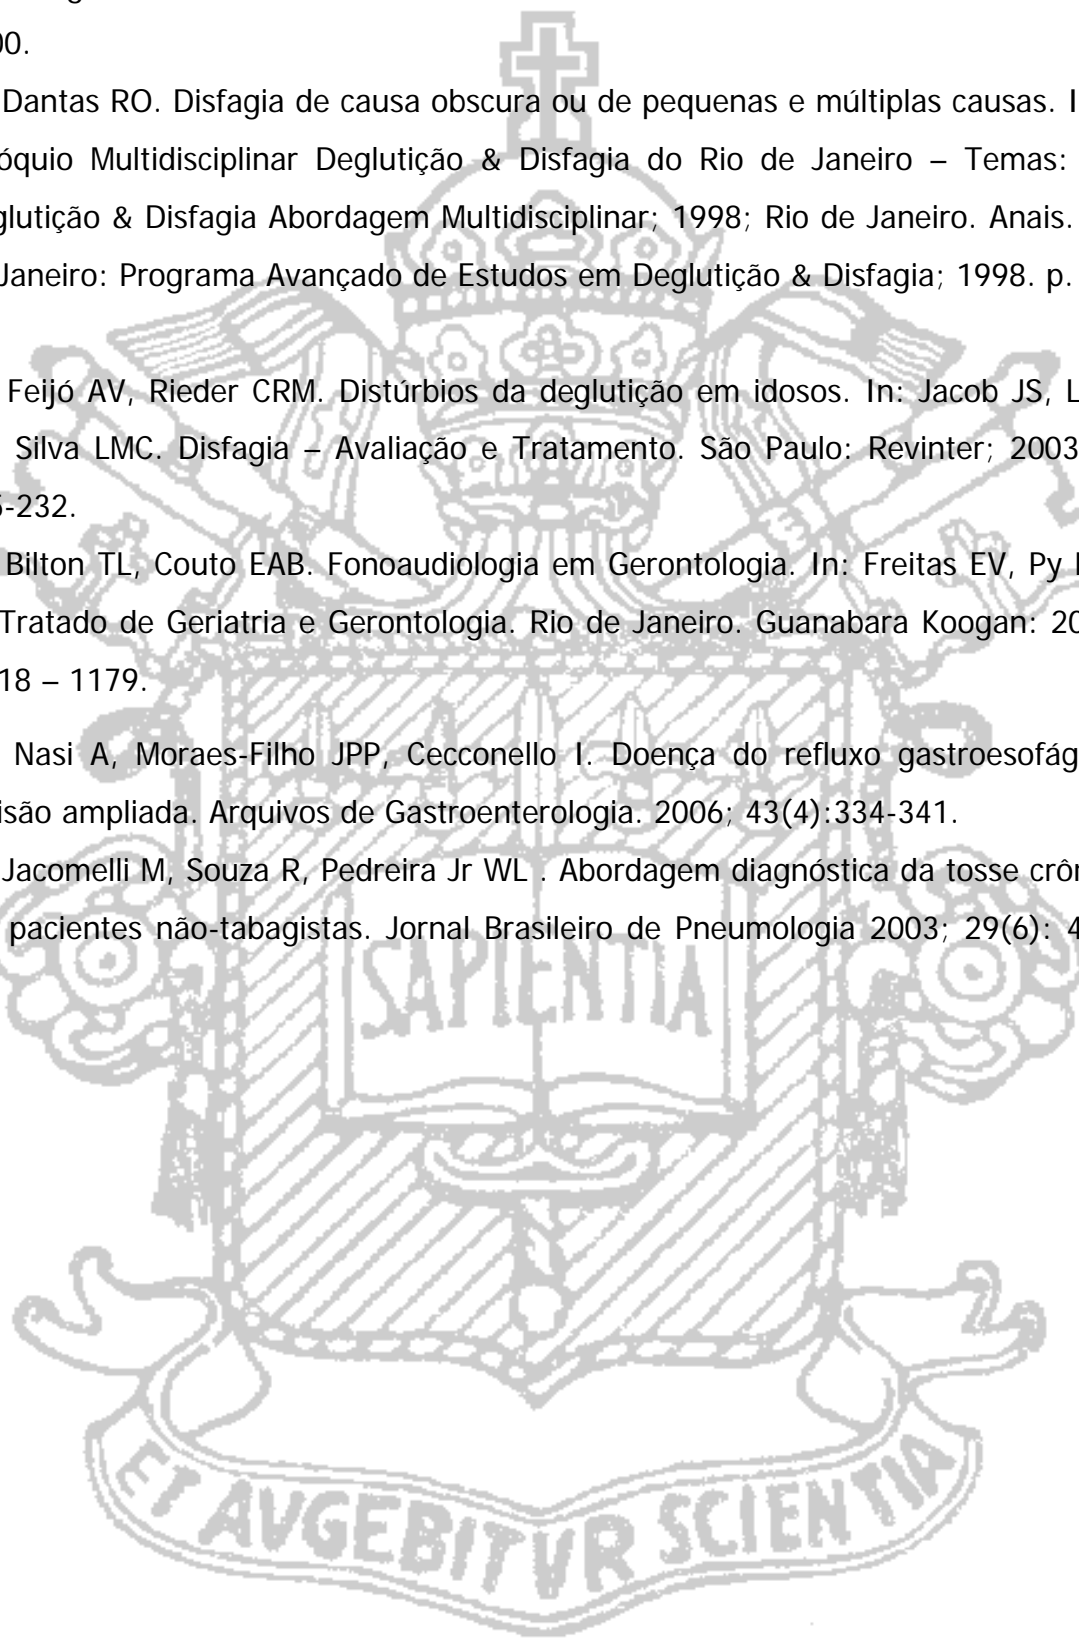 00.
Dantas RO. Disfagia de causa obscura ou de pequenas e múltiplas causas. I
óquio Multidisciplinar Deglutição & Disfagia do Rio de Janeiro – Temas:
glutição & Disfagia Abordagem Multidisciplinar; 1998; Rio de Janeiro. Anais.
Janeiro: Programa Avançado de Estudos em Deglutição & Disfagia; 1998. p.
Feijó AV, Rieder CRM. Distúrbios da deglutição em idosos. In: Jacob JS, L
Silva LMC. Disfagia – Avaliação e Tratamento. São Paulo: Revinter; 2003
-232.
Bilton TL, Couto EAB. Fonoaudiologia em Gerontologia. In: Freitas EV, Py
Tratado de Geriatria e Gerontologia. Rio de Janeiro. Guanabara Koogan: 20
18 – 1179.
Nasi A, Moraes-Filho JPP, Cecconello I. Doença do refluxo gastroesofág
isão ampliada. Arquivos de Gastroenterologia. 2006; 43(4):334-341.
Jacomelli M, Souza R, Pedreira Jr WL . Abordagem diagnóstica da tosse crôn
pacientes não-tabagistas. Jornal Brasileiro de Pneumologia 2003; 29(6): 4
SAPIENTIA
ET AVGEBITVR SCIENTIA